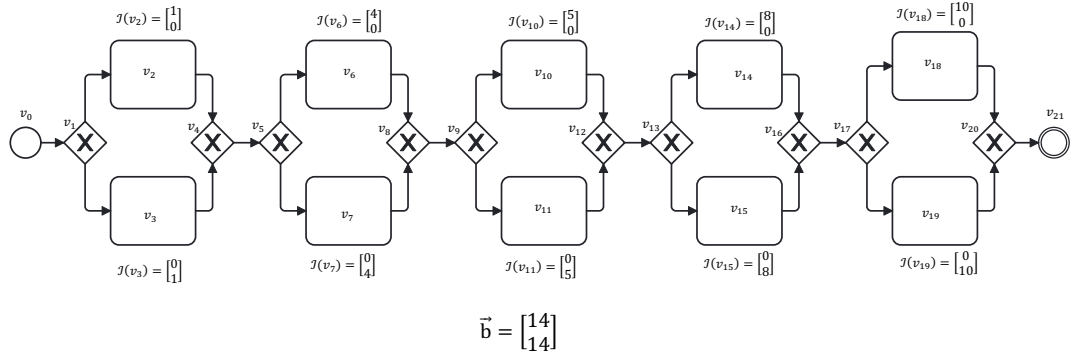 𝓘(v₂) = [1 0]
𝓘(v₆) = [4 0]
𝓘(v₁₀) = [5 0]
𝓘(v₁₄) = [8 0]
𝓘(v₁₈) = [10 0]
v₂
v₆
v₁₀
v₁₄
v₁₈
v₀
v₁
X
v₄
X
v₅
X
v₈
X
v₉
X
v₁₂
X
v₁₃
X
v₁₆
X
v₁₇
X
v₂₀
X
v₂₁
v₃
v₇
v₁₁
v₁₅
v₁₉
𝓘(v₃) = [0 1]
𝓘(v₇) = [0 4]
𝓘(v₁₁) = [0 5]
𝓘(v₁₅) = [0 8]
𝓘(v₁₉) = [0 10]
b⃗ = [14 14]